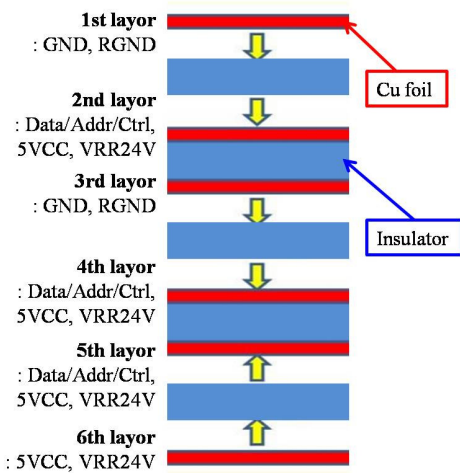 1st layor
: GND, RGND
Cu foil
2nd layor
: Data/Addr/Ctrl,
5VCC, VRR24V
3rd layor
: GND, RGND
Insulator
4th layor
: Data/Addr/Ctrl,
5VCC, VRR24V
5th layor
: Data/Addr/Ctrl,
5VCC, VRR24V
6th layor
: 5VCC, VRR24V